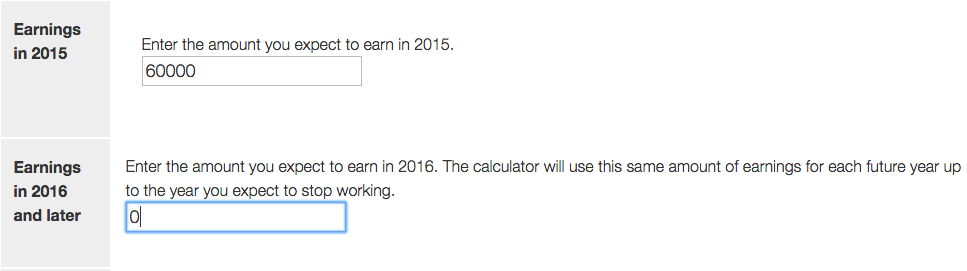 Earnings
in 2015
Enter the amount you expect to earn in 2015.
60000
Earnings
in 2016
and later
Enter the amount you expect to earn in 2016. The calculator will use this same amount of earnings for each future year up
to the year you expect to stop working.
0